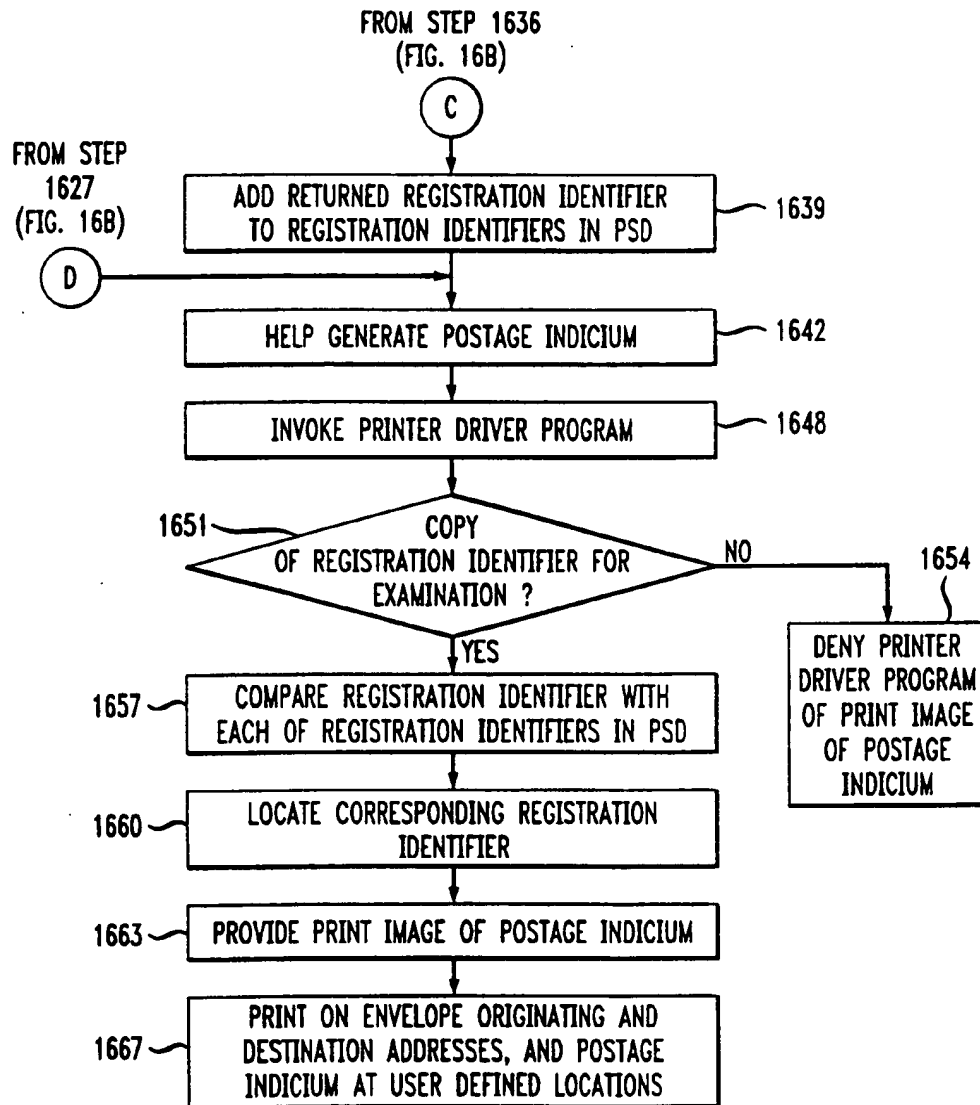 FROM STEP 1636
(FIG. 16B)
C
FROM STEP
1627
(FIG. 16B)
D
ADD RETURNED REGISTRATION IDENTIFIER
TO REGISTRATION IDENTIFIERS IN PSD
1639
HELP GENERATE POSTAGE INDICIUM
1642
INVOKE PRINTER DRIVER PROGRAM
1648
1651
COPY
OF REGISTRATION IDENTIFIER FOR
EXAMINATION ?
NO
1654
DENY PRINTER
DRIVER PROGRAM
OF PRINT IMAGE
OF POSTAGE
INDICIUM
YES
1657
COMPARE REGISTRATION IDENTIFIER WITH
EACH OF REGISTRATION IDENTIFIERS IN PSD
1660
LOCATE CORRESPONDING REGISTRATION
IDENTIFIER
1663
PROVIDE PRINT IMAGE OF POSTAGE INDICIUM
1667
PRINT ON ENVELOPE ORIGINATING AND
DESTINATION ADDRESSES, AND POSTAGE
INDICIUM AT USER DEFINED LOCATIONS